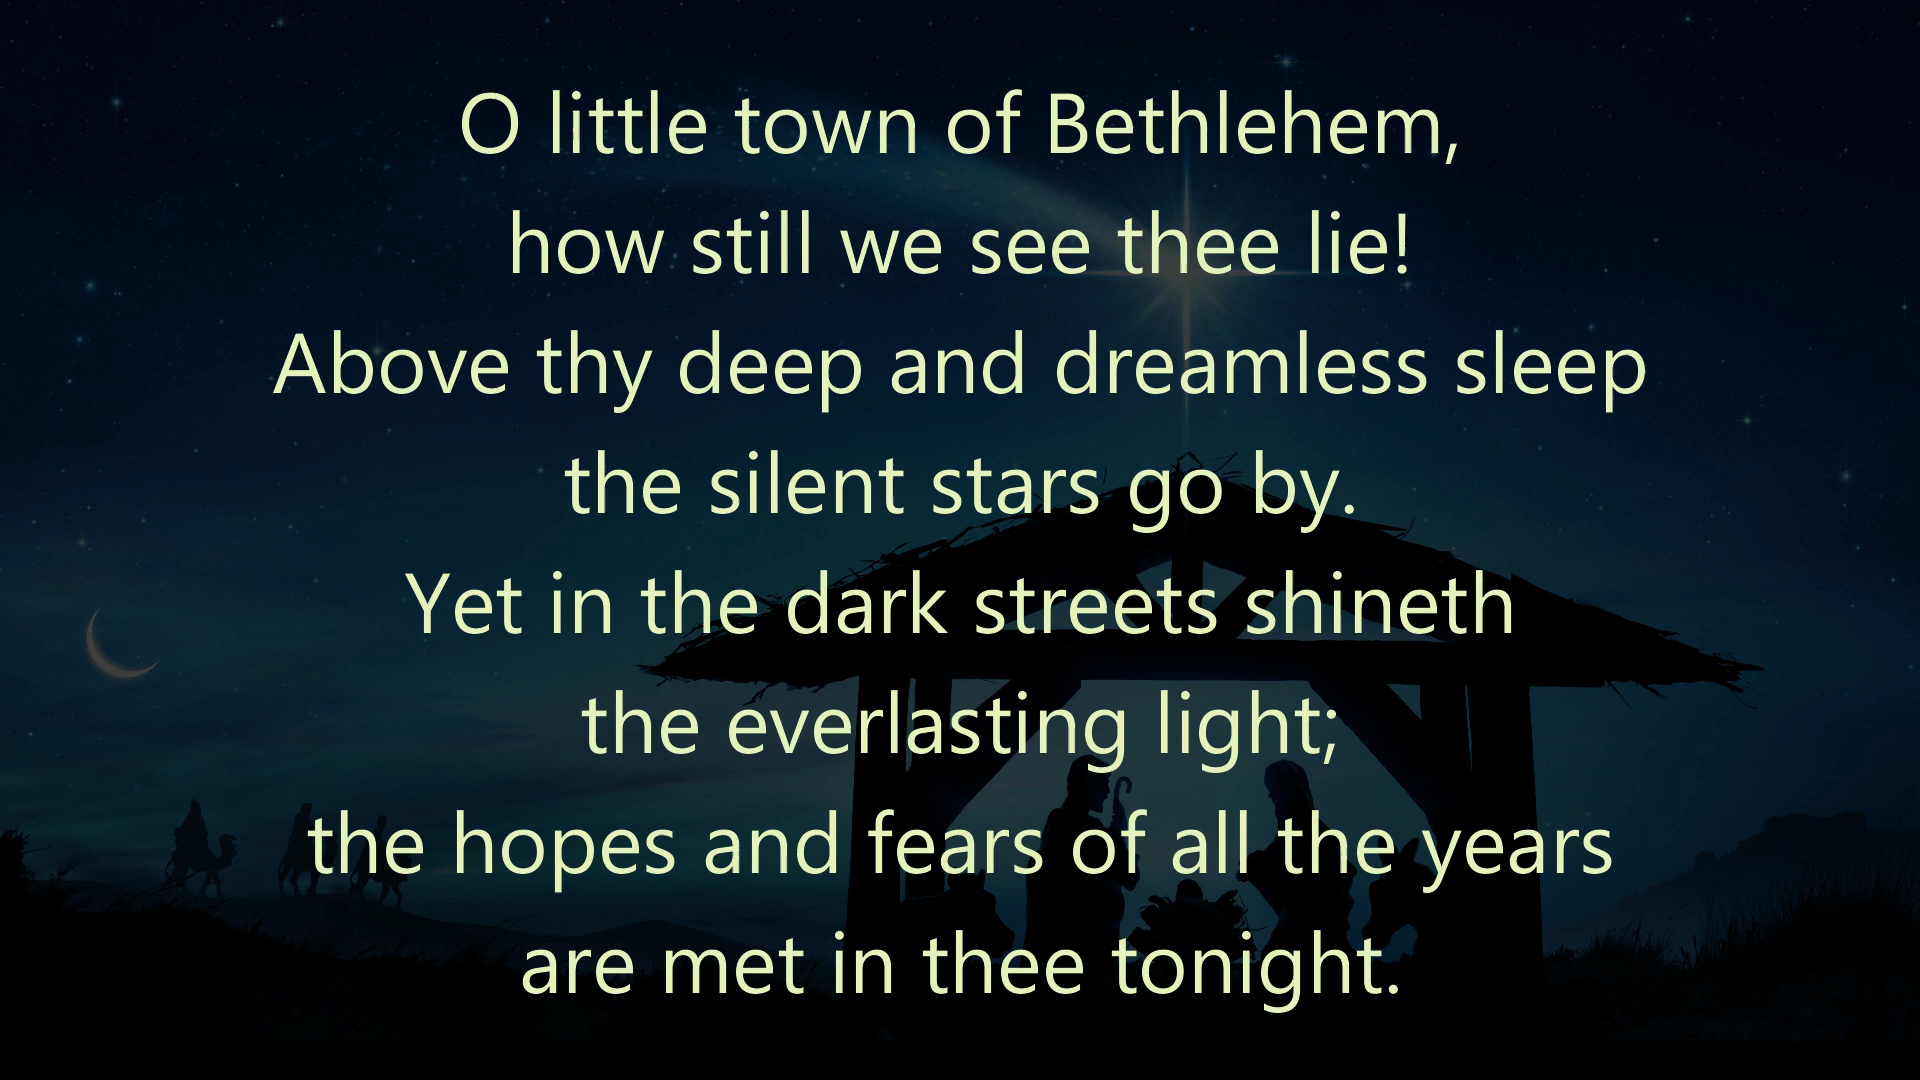 O little town of Bethlehem,
how still we see thee lie!
Above thy deep and dreamless sleep
the silent stars go by.
Yet in the dark streets shineth
the everlasting light;
the hopes and fears of all the years
are met in thee tonight.